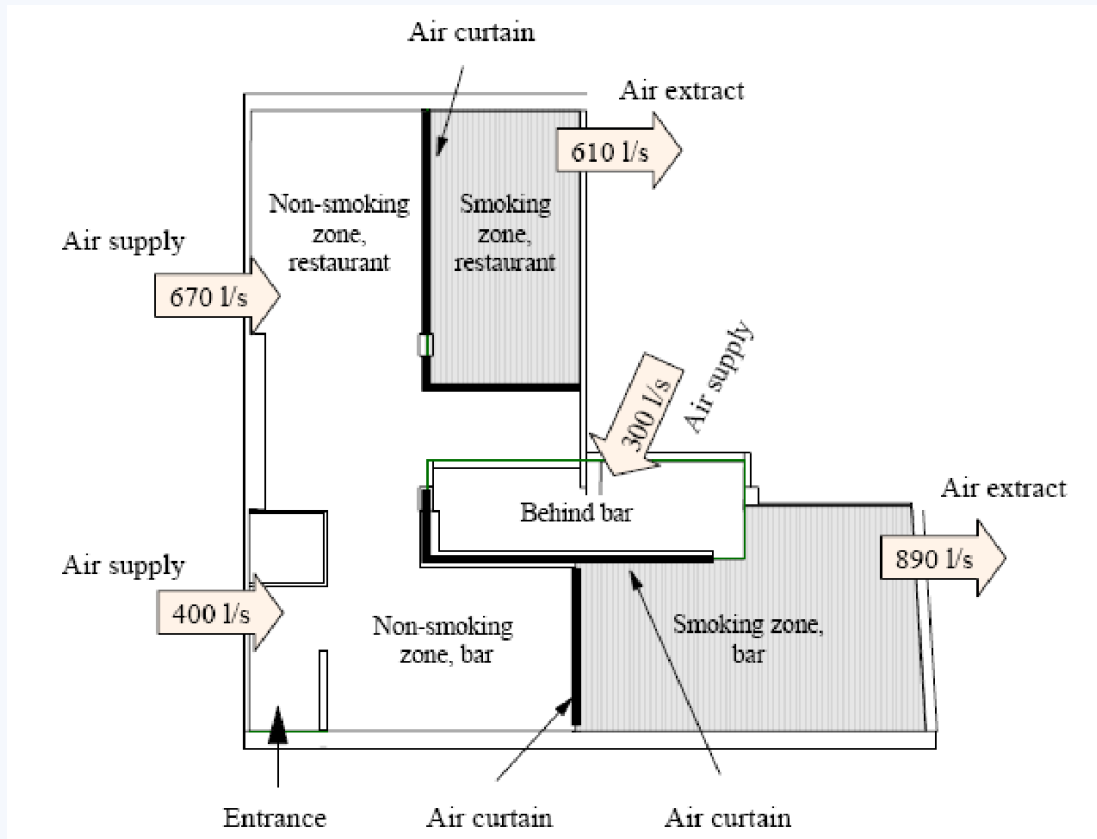 Air curtain
Air extract
610 l/s
Non-smoking
zone,
restaurant
Smoking
zone,
restaurant
Air supply
670 l/s
Air supply
300 l/s
Behind bar
Air extract
890 l/s
Air supply
400 l/s
Non-smoking
zone, bar
Smoking zone,
bar
Entrance
Air curtain
Air curtain